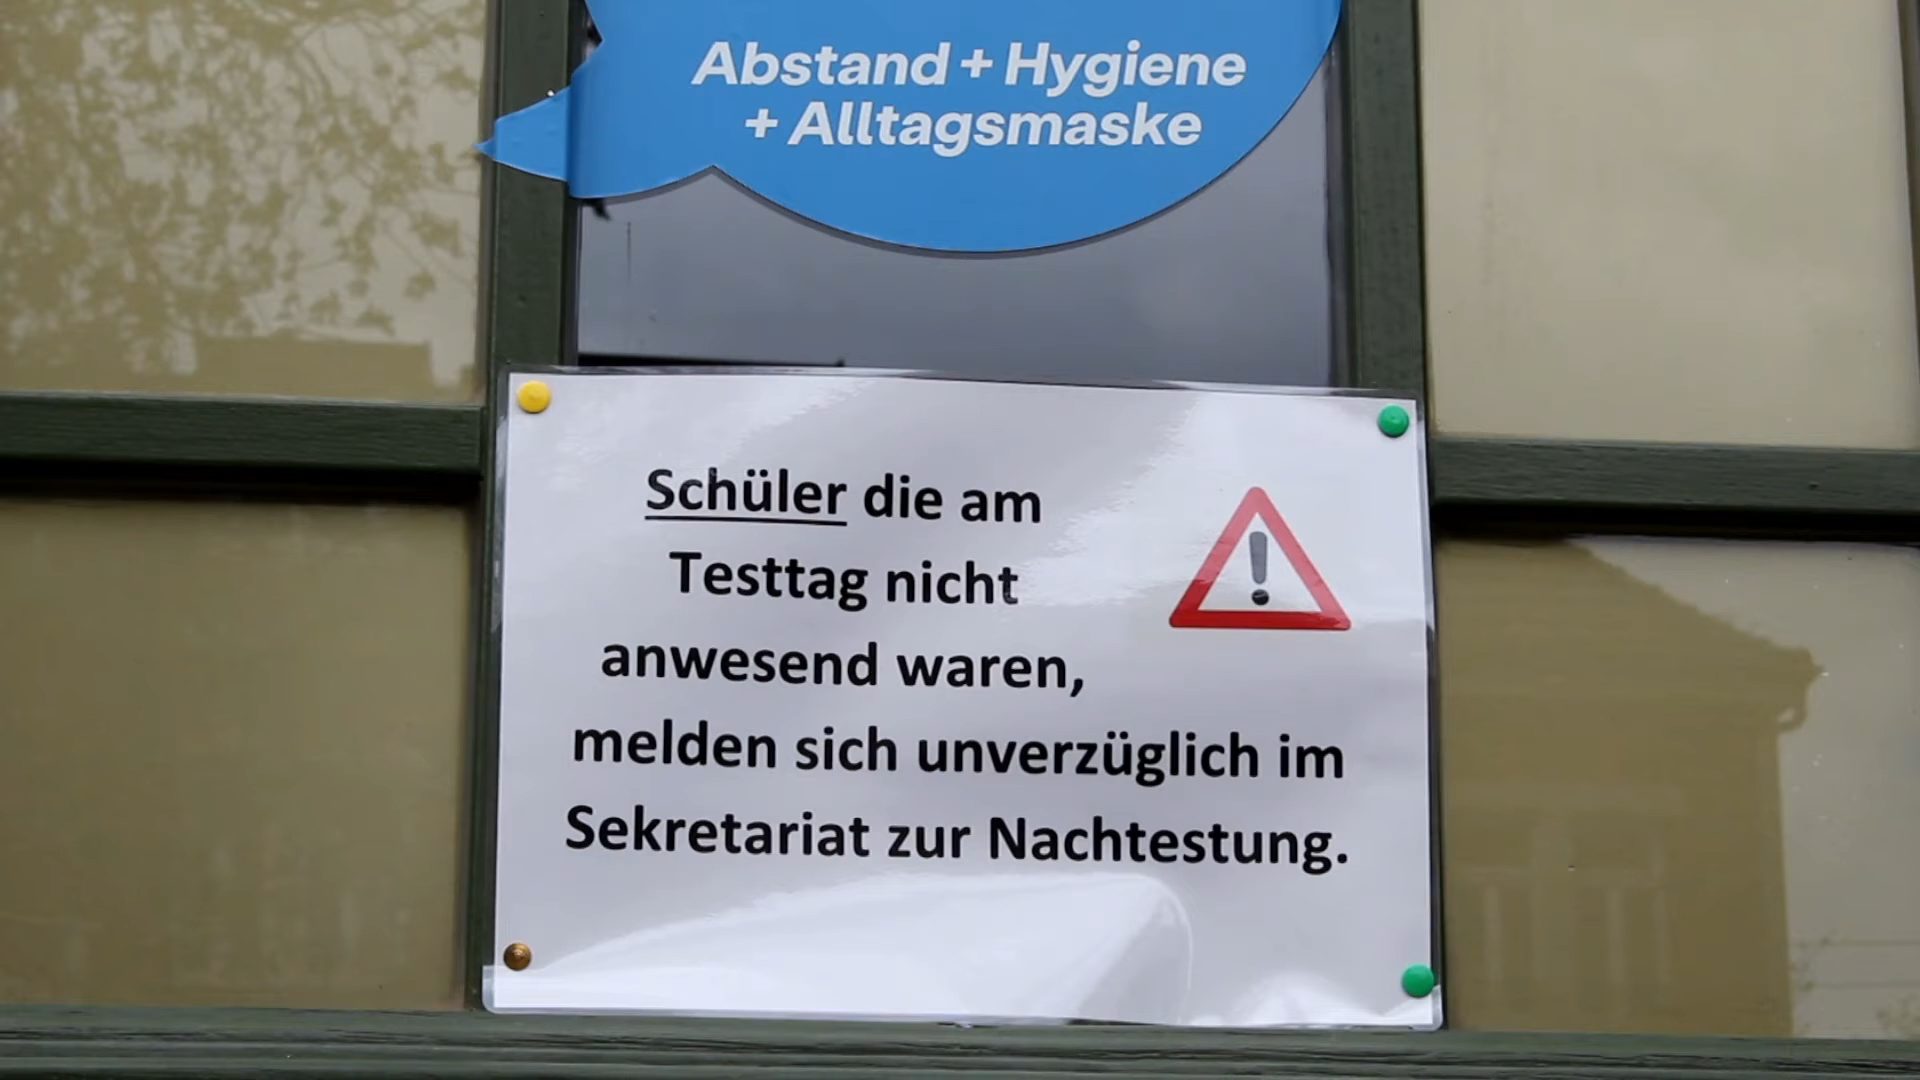 Abstand + Hygiene
+ Alltagsmaske
Schüler die am
Testtag nicht
anwesend waren,
melden sich unverzüglich im
Sekretariat zur Nachtestung.